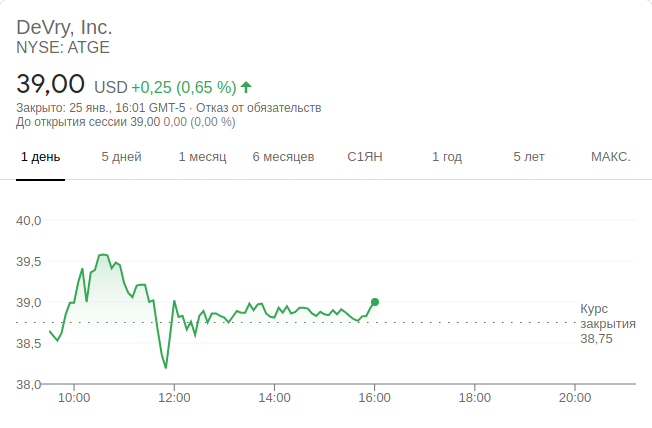 DeVry, Inc.
NYSE: ATGE
39,00 USD +0,25 (0,65 %)
Закрыто: 25 янв., 16:01 GMT-5 · Отказ от обязательств
До открытия сессии 39,00 0,00 (0,00 %)
1 день 5 дней 1 месяц 6 месяцев С1ЯН 1 год 5 лет МАКС.
40,0
39,5
39,0
38,5
38,0
Курс
закрытия
38,75
10:00 12:00 14:00 16:00 18:00 20:00